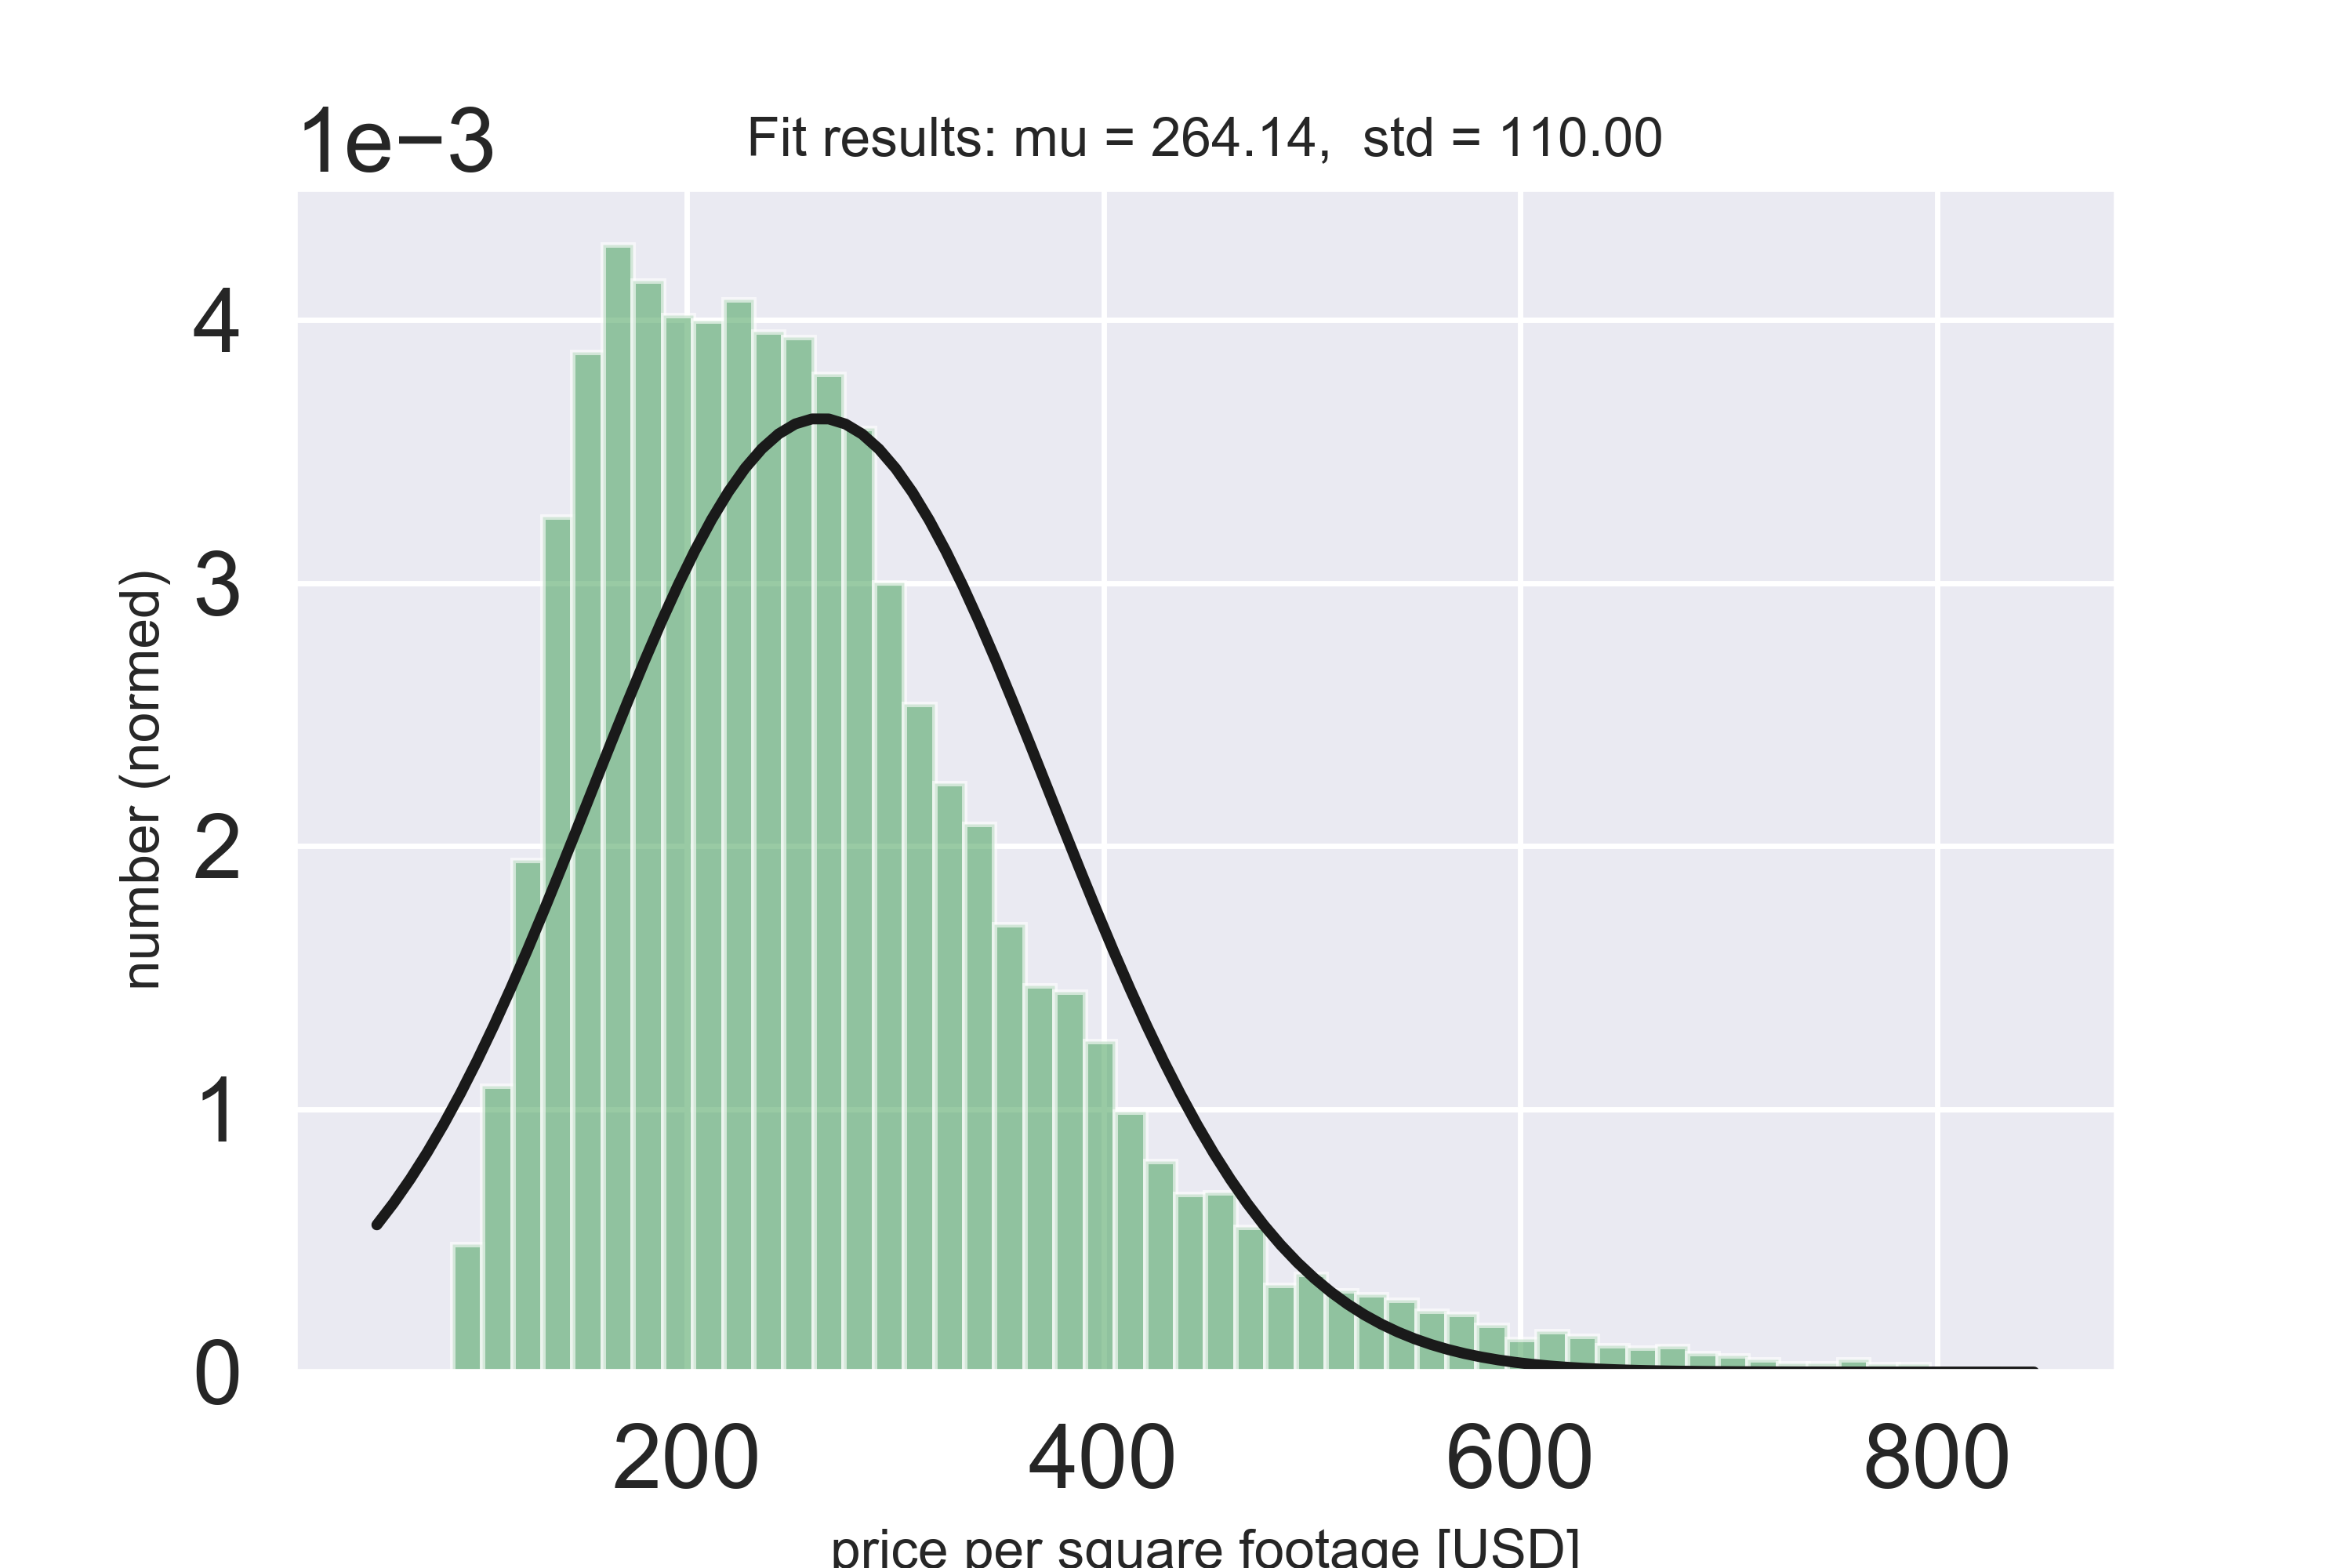 1e−3
Fit results: mu = 264.14,  std = 110.00
4
3
2
1
0
number (normed)
200 400 600 800
price per square footage [USD]